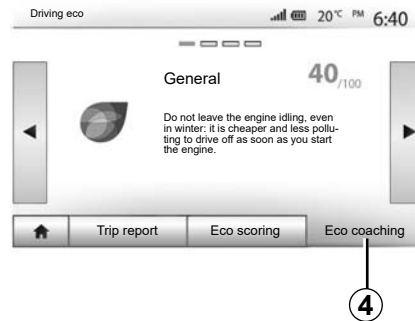 Driving eco 20°C PM 6:40
General 40/100
Do not leave the engine idling, even
in winter: it is cheaper and less pollu-
ting to drive off as soon as you start
the engine.
Trip report Eco scoring Eco coaching
4